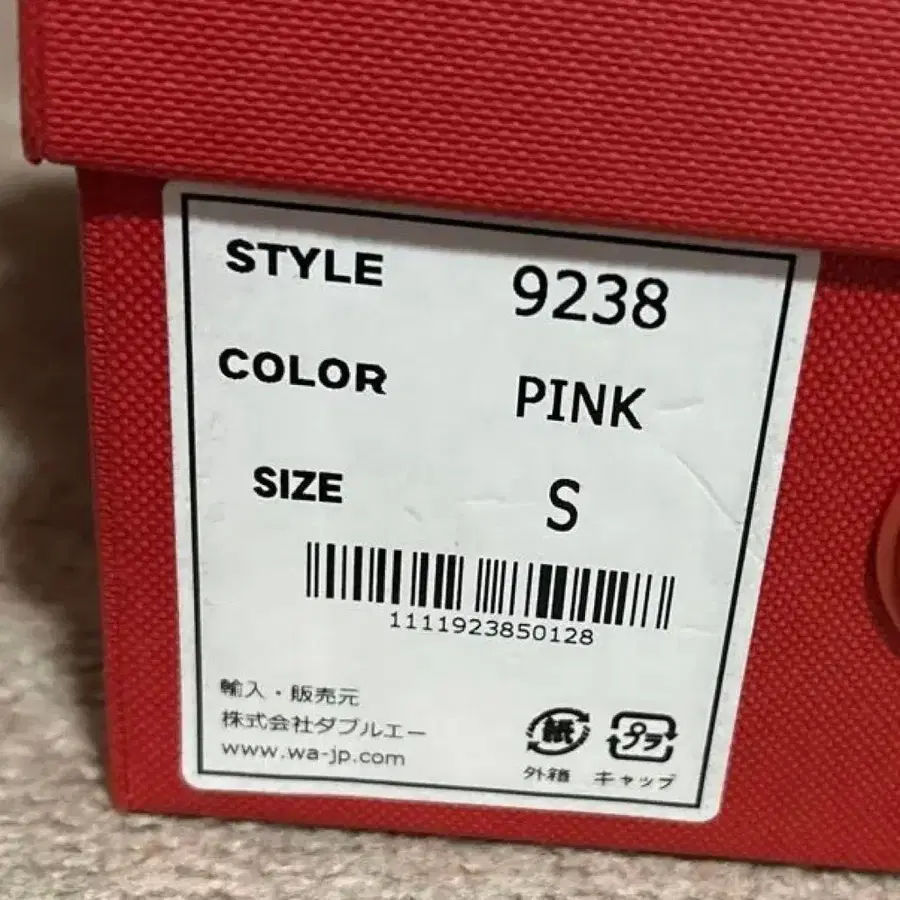 STYLE 9238
COLOR PINK
SIZE S
1111923850128
輸入・販売元
株式会社ダブルエー
www.wa-jp.com
紙 プラ
外箱 キャップ